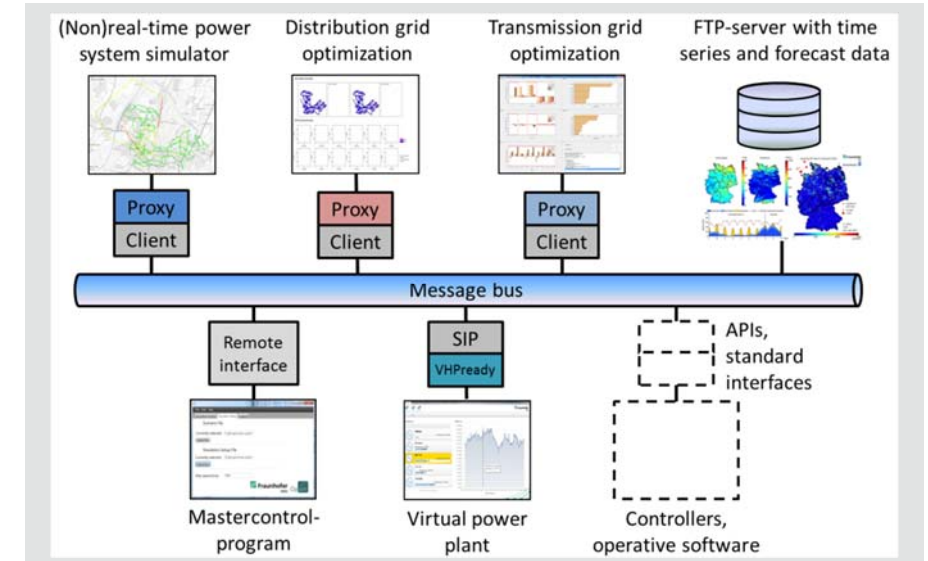 (Non)real-time power
system simulator
Distribution grid
optimization
Transmission grid
optimization
FTP-server with time
series and forecast data
Proxy
Client
Proxy
Client
Proxy
Client
Message bus
Remote
interface
SIP
VHPready
APIs,
standard
interfaces
Fraunhofer
Mastercontrol-
program
Virtual power
plant
Controllers,
operative software